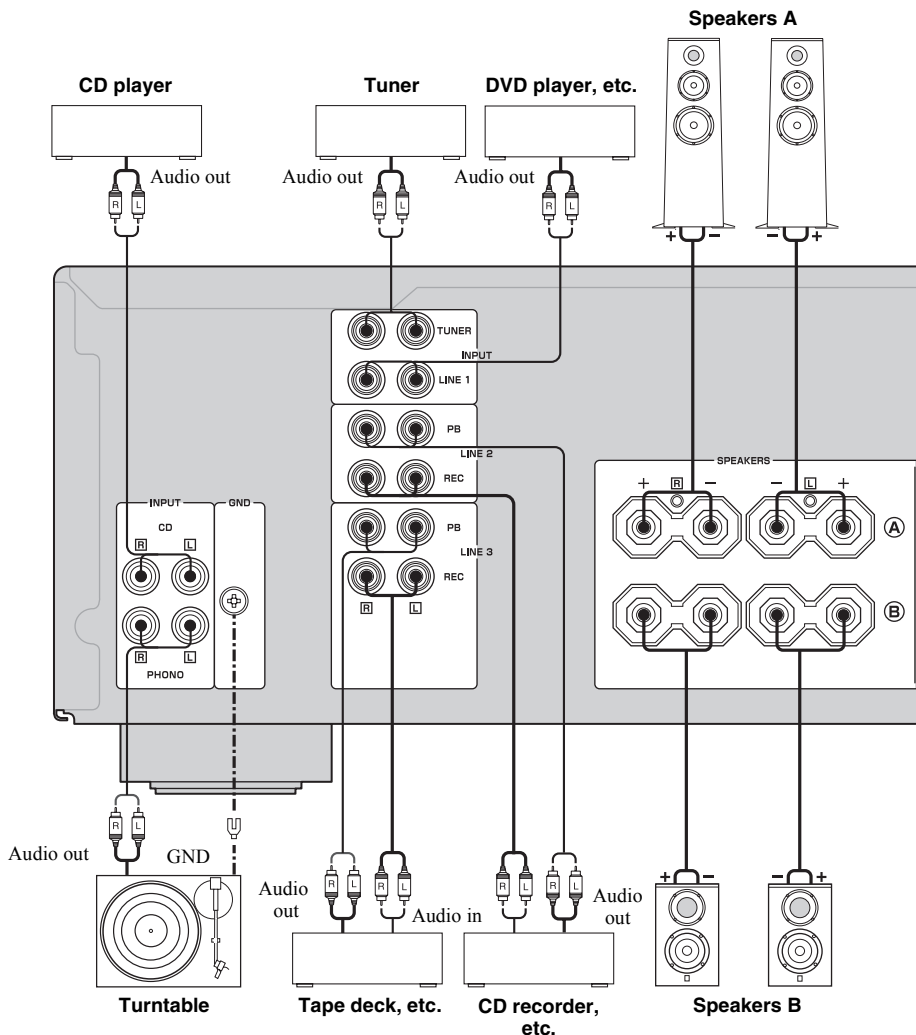 Speakers A
CD player
Tuner
DVD player, etc.
Audio out
Audio out
Audio out
R L
R L
R L
+ − − +
TUNER
INPUT
LINE 1
PB
LINE 2
REC
PB
LINE 3
REC
R L
SPEAKERS
+ R − − L +
A
B
INPUT
GND
CD
R L
R L
PHONO
R L
Audio out
GND
R L
R L
R L
R L
Audio out
Audio in
Audio out
+ − − +
Turntable
Tape deck, etc.
CD recorder, etc.
Speakers B